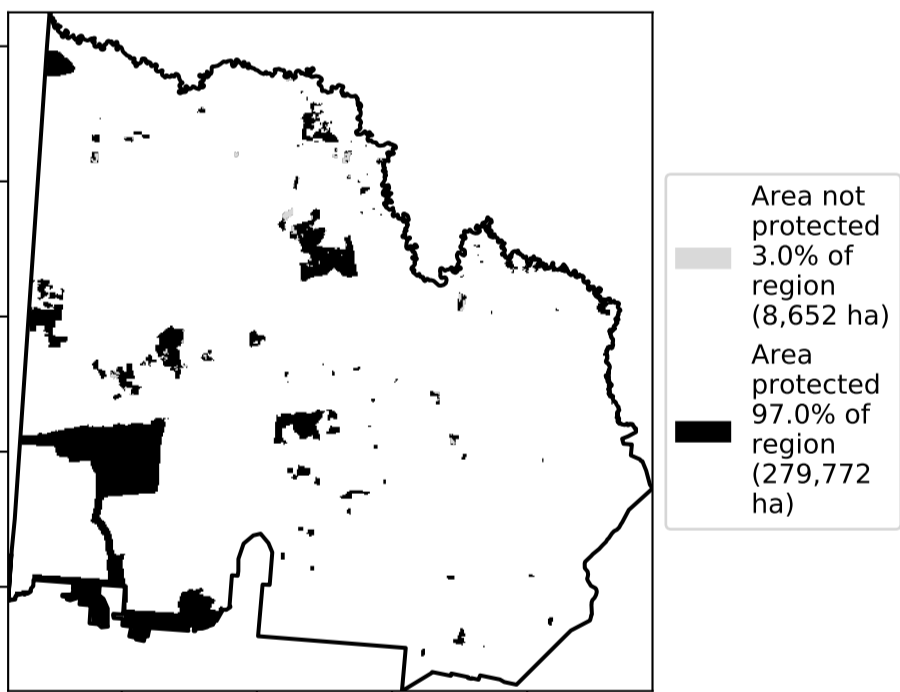 Area not
protected
3.0% of
region
(8,652 ha)
Area
protected
97.0% of
region
(279,772
ha)